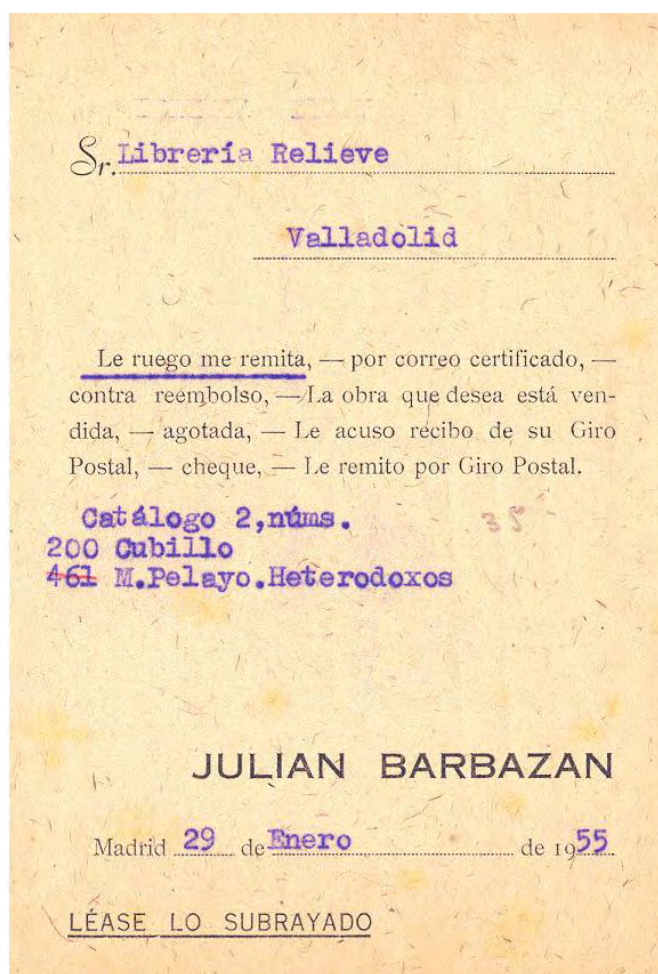 Sr. Librería Relieve
Valladolid
Le ruego me remita, — por correo certificado, —
contra reembolso, — La obra que desea está ven-
dida, — agotada, — Le acuso recibo de su Giro
Postal, — cheque, — Le remito por Giro Postal.
Catálogo 2,núms.
35-
200 Cubillo
461 M.Pelayo.Heterodoxos
JULIAN BARBAZAN
Madrid 29 de Enero de 1955
LÉASE LO SUBRAYADO